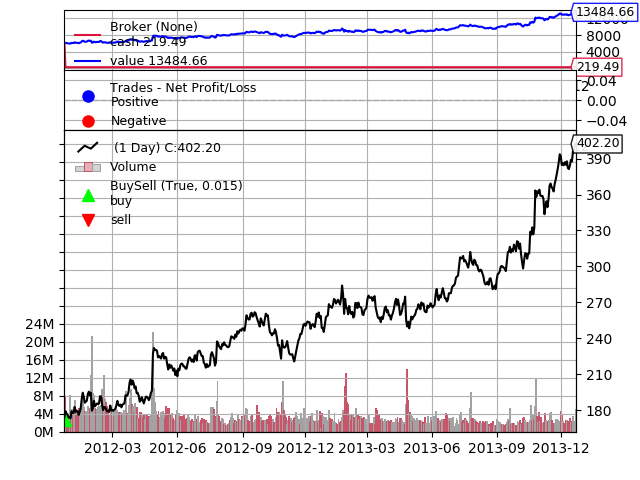 Broker (None)
cash 219.49
value 13484.66
13484.66
12000
8000
4000
219.49
Trades - Net Profit/Loss
Positive
Negative
0.04
0.00
−0.04
(1 Day) C:402.20
Volume
BuySell (True, 0.015)
buy
sell
402.20
390
360
330
300
270
240
210
180
24M
20M
16M
12M
8M
4M
0M
2012-03 2012-06 2012-09 2012-12 2013-03 2013-06 2013-09 2013-12